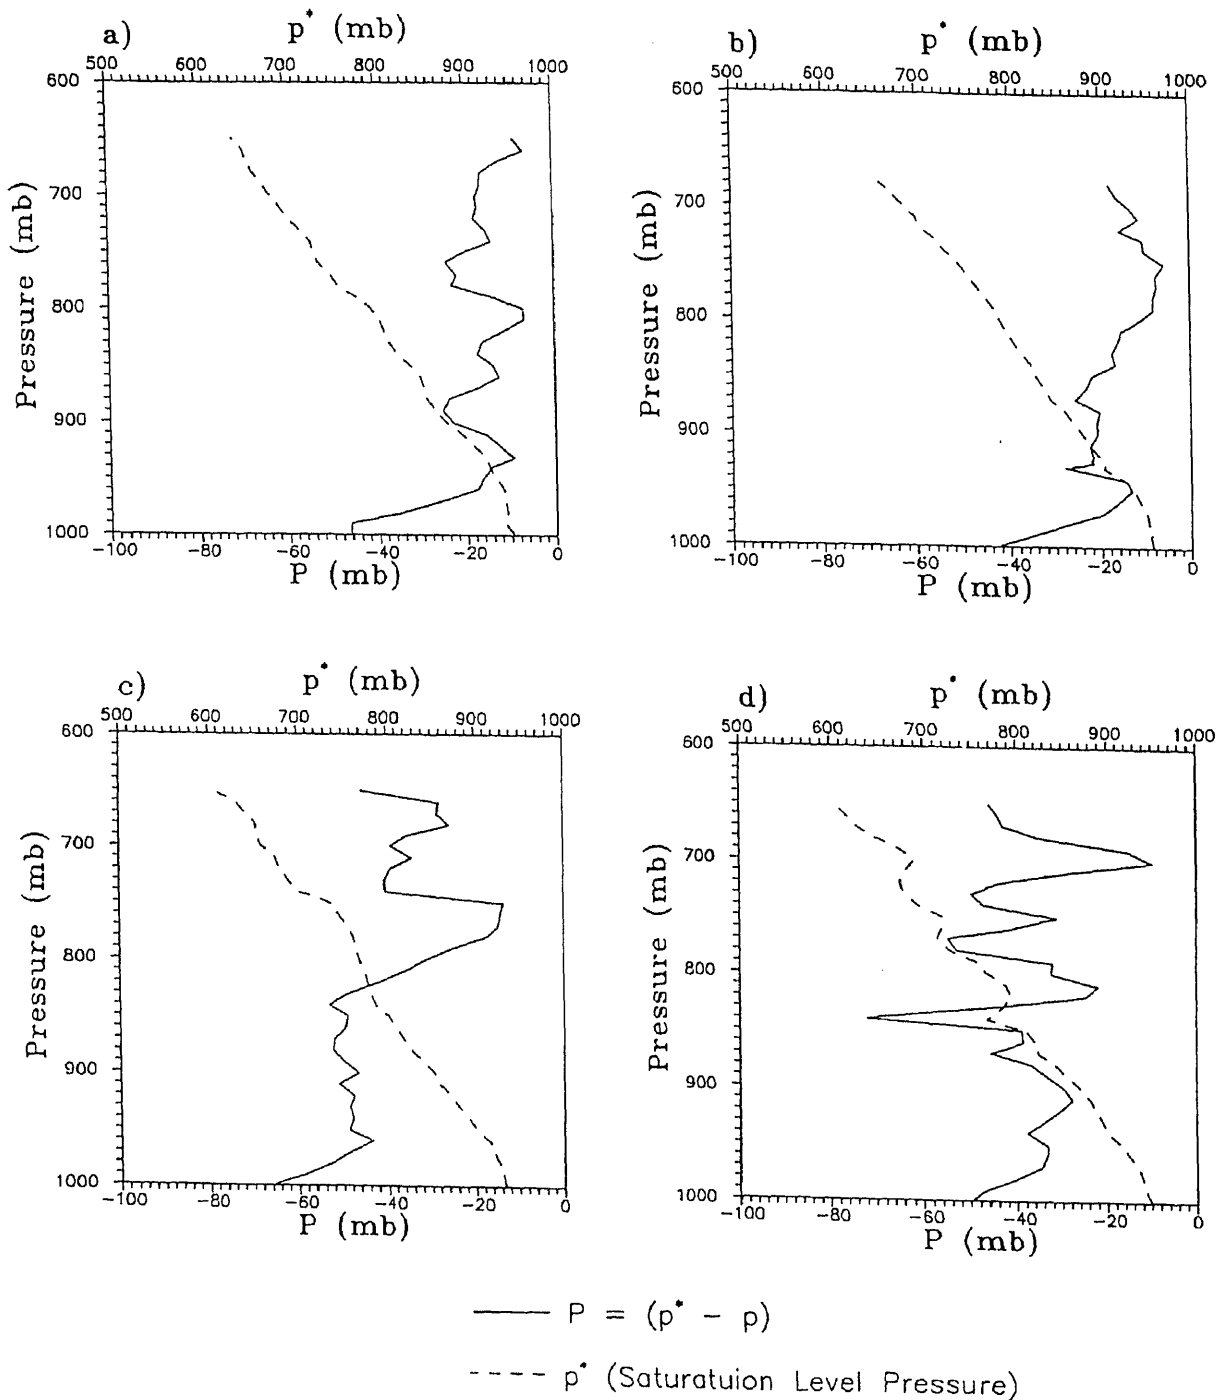 a)
p* (mb)
500 600 700 800 900 1000
600
700
800
900
1000
Pressure (mb)
-100 -80 -60 -40 -20 0
P (mb)
b)
p* (mb)
500 600 700 800 900 1000
600
700
800
900
1000
Pressure (mb)
-100 -80 -60 -40 -20 0
P (mb)
c)
p* (mb)
500 600 700 800 900 1000
600
700
800
900
1000
Pressure (mb)
-100 -80 -60 -40 -20 0
P (mb)
d)
p* (mb)
500 600 700 800 900 1000
600
700
800
900
1000
Pressure (mb)
-100 -80 -60 -40 -20 0
P (mb)
P = (p* - p)
p* (Saturatuion Level Pressure)